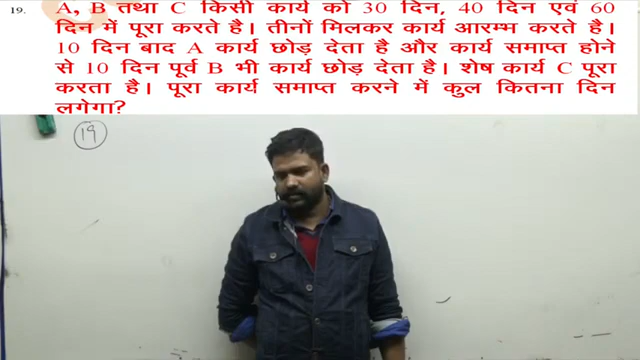 19. A, B तथा C किसी कार्य को 30 दिन, 40 दिन एवं 60
दिन में पूरा करते है। तीनों मिलकर कार्य आरम्भ करते है।
10 दिन बाद A कार्य छोड़ देता है और कार्य समाप्त होने
से 10 दिन पूर्व B भी कार्य छोड़ देता है। शेष कार्य C पूरा
करता है। पूरा कार्य समाप्त करने में कुल कितना दिन
लगेगा?
19